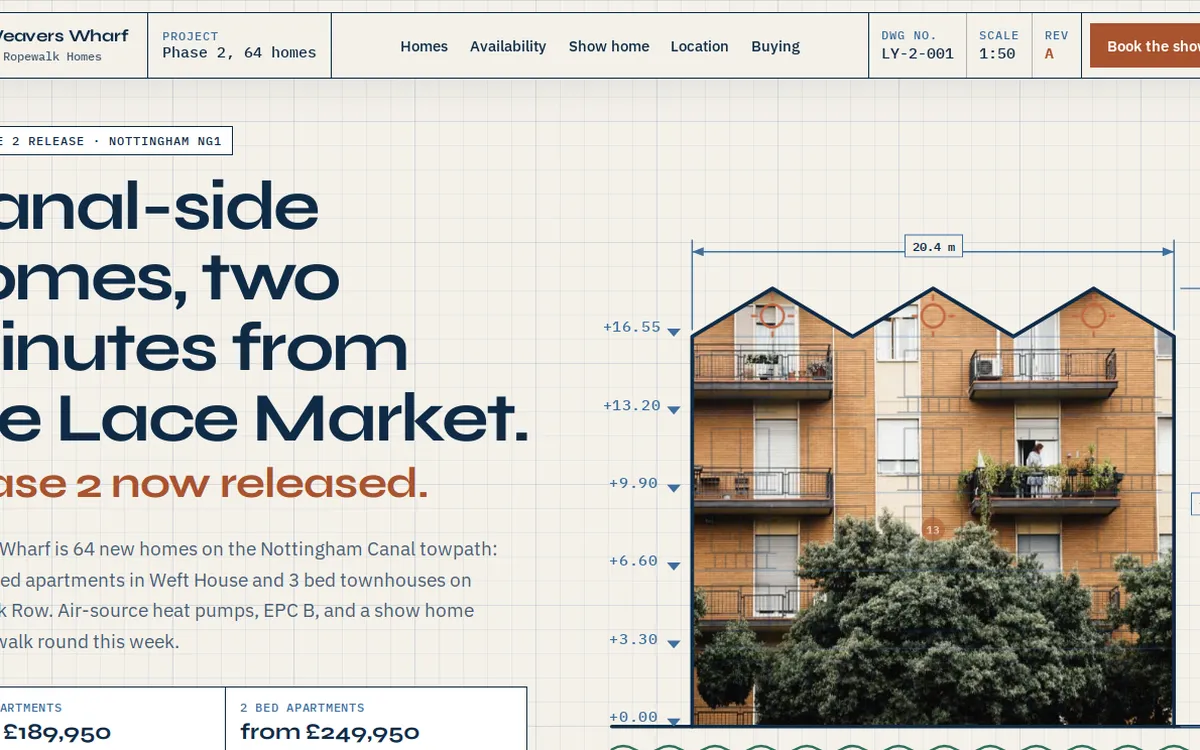 eavers Wharf
Ropewalk Homes
PROJECT
Phase 2, 64 homes
Homes
Availability
Show home
Location
Buying
DWG NO.
LY-2-001
SCALE
1:50
REV
A
Book the sho
E 2 RELEASE · NOTTINGHAM NG1
anal-side
omes, two
inutes from
e Lace Market.
ase 2 now released.
Wharf is 64 new homes on the Nottingham Canal towpath:
ed apartments in Weft House and 3 bed townhouses on
k Row. Air-source heat pumps, EPC B, and a show home
walk round this week.
ARTMENTS
£189,950
2 BED APARTMENTS
from £249,950
20.4 m
+16.55
+13.20
+9.90
+6.60
+3.30
+0.00
13